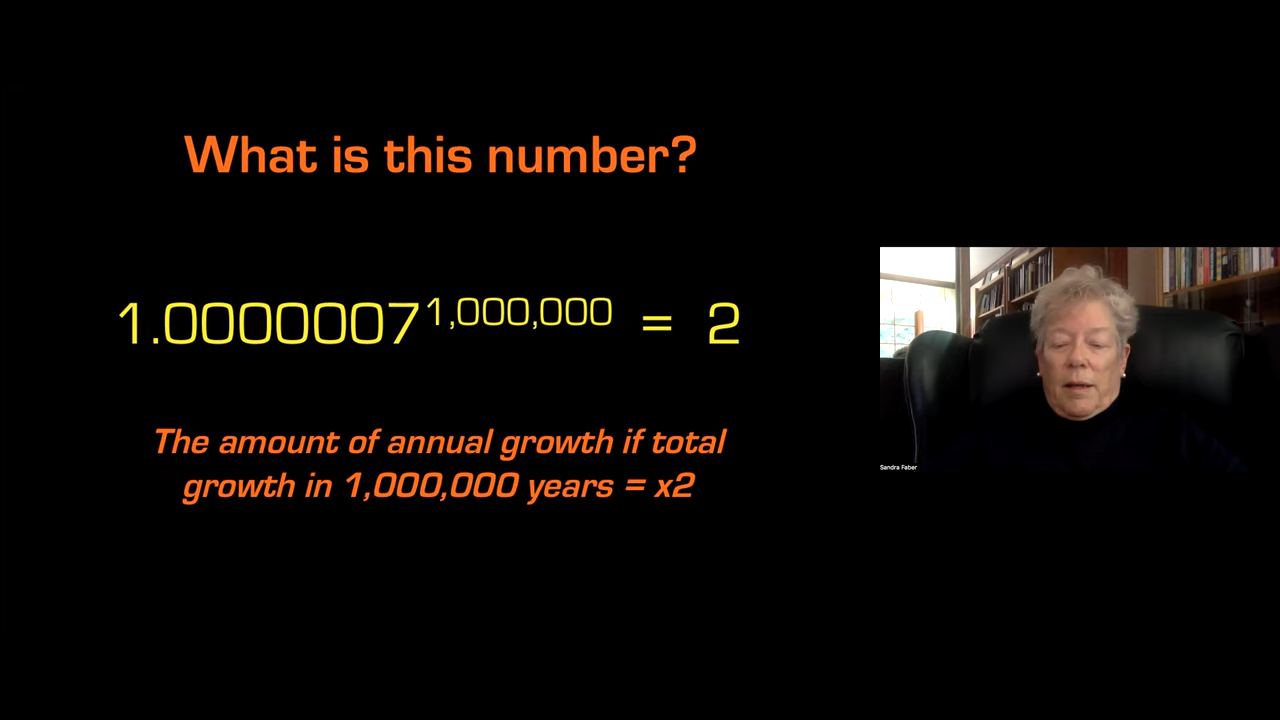 What is this number?
1.0000007^1,000,000 = 2
The amount of annual growth if total
growth in 1,000,000 years = x2
Sandra Faber